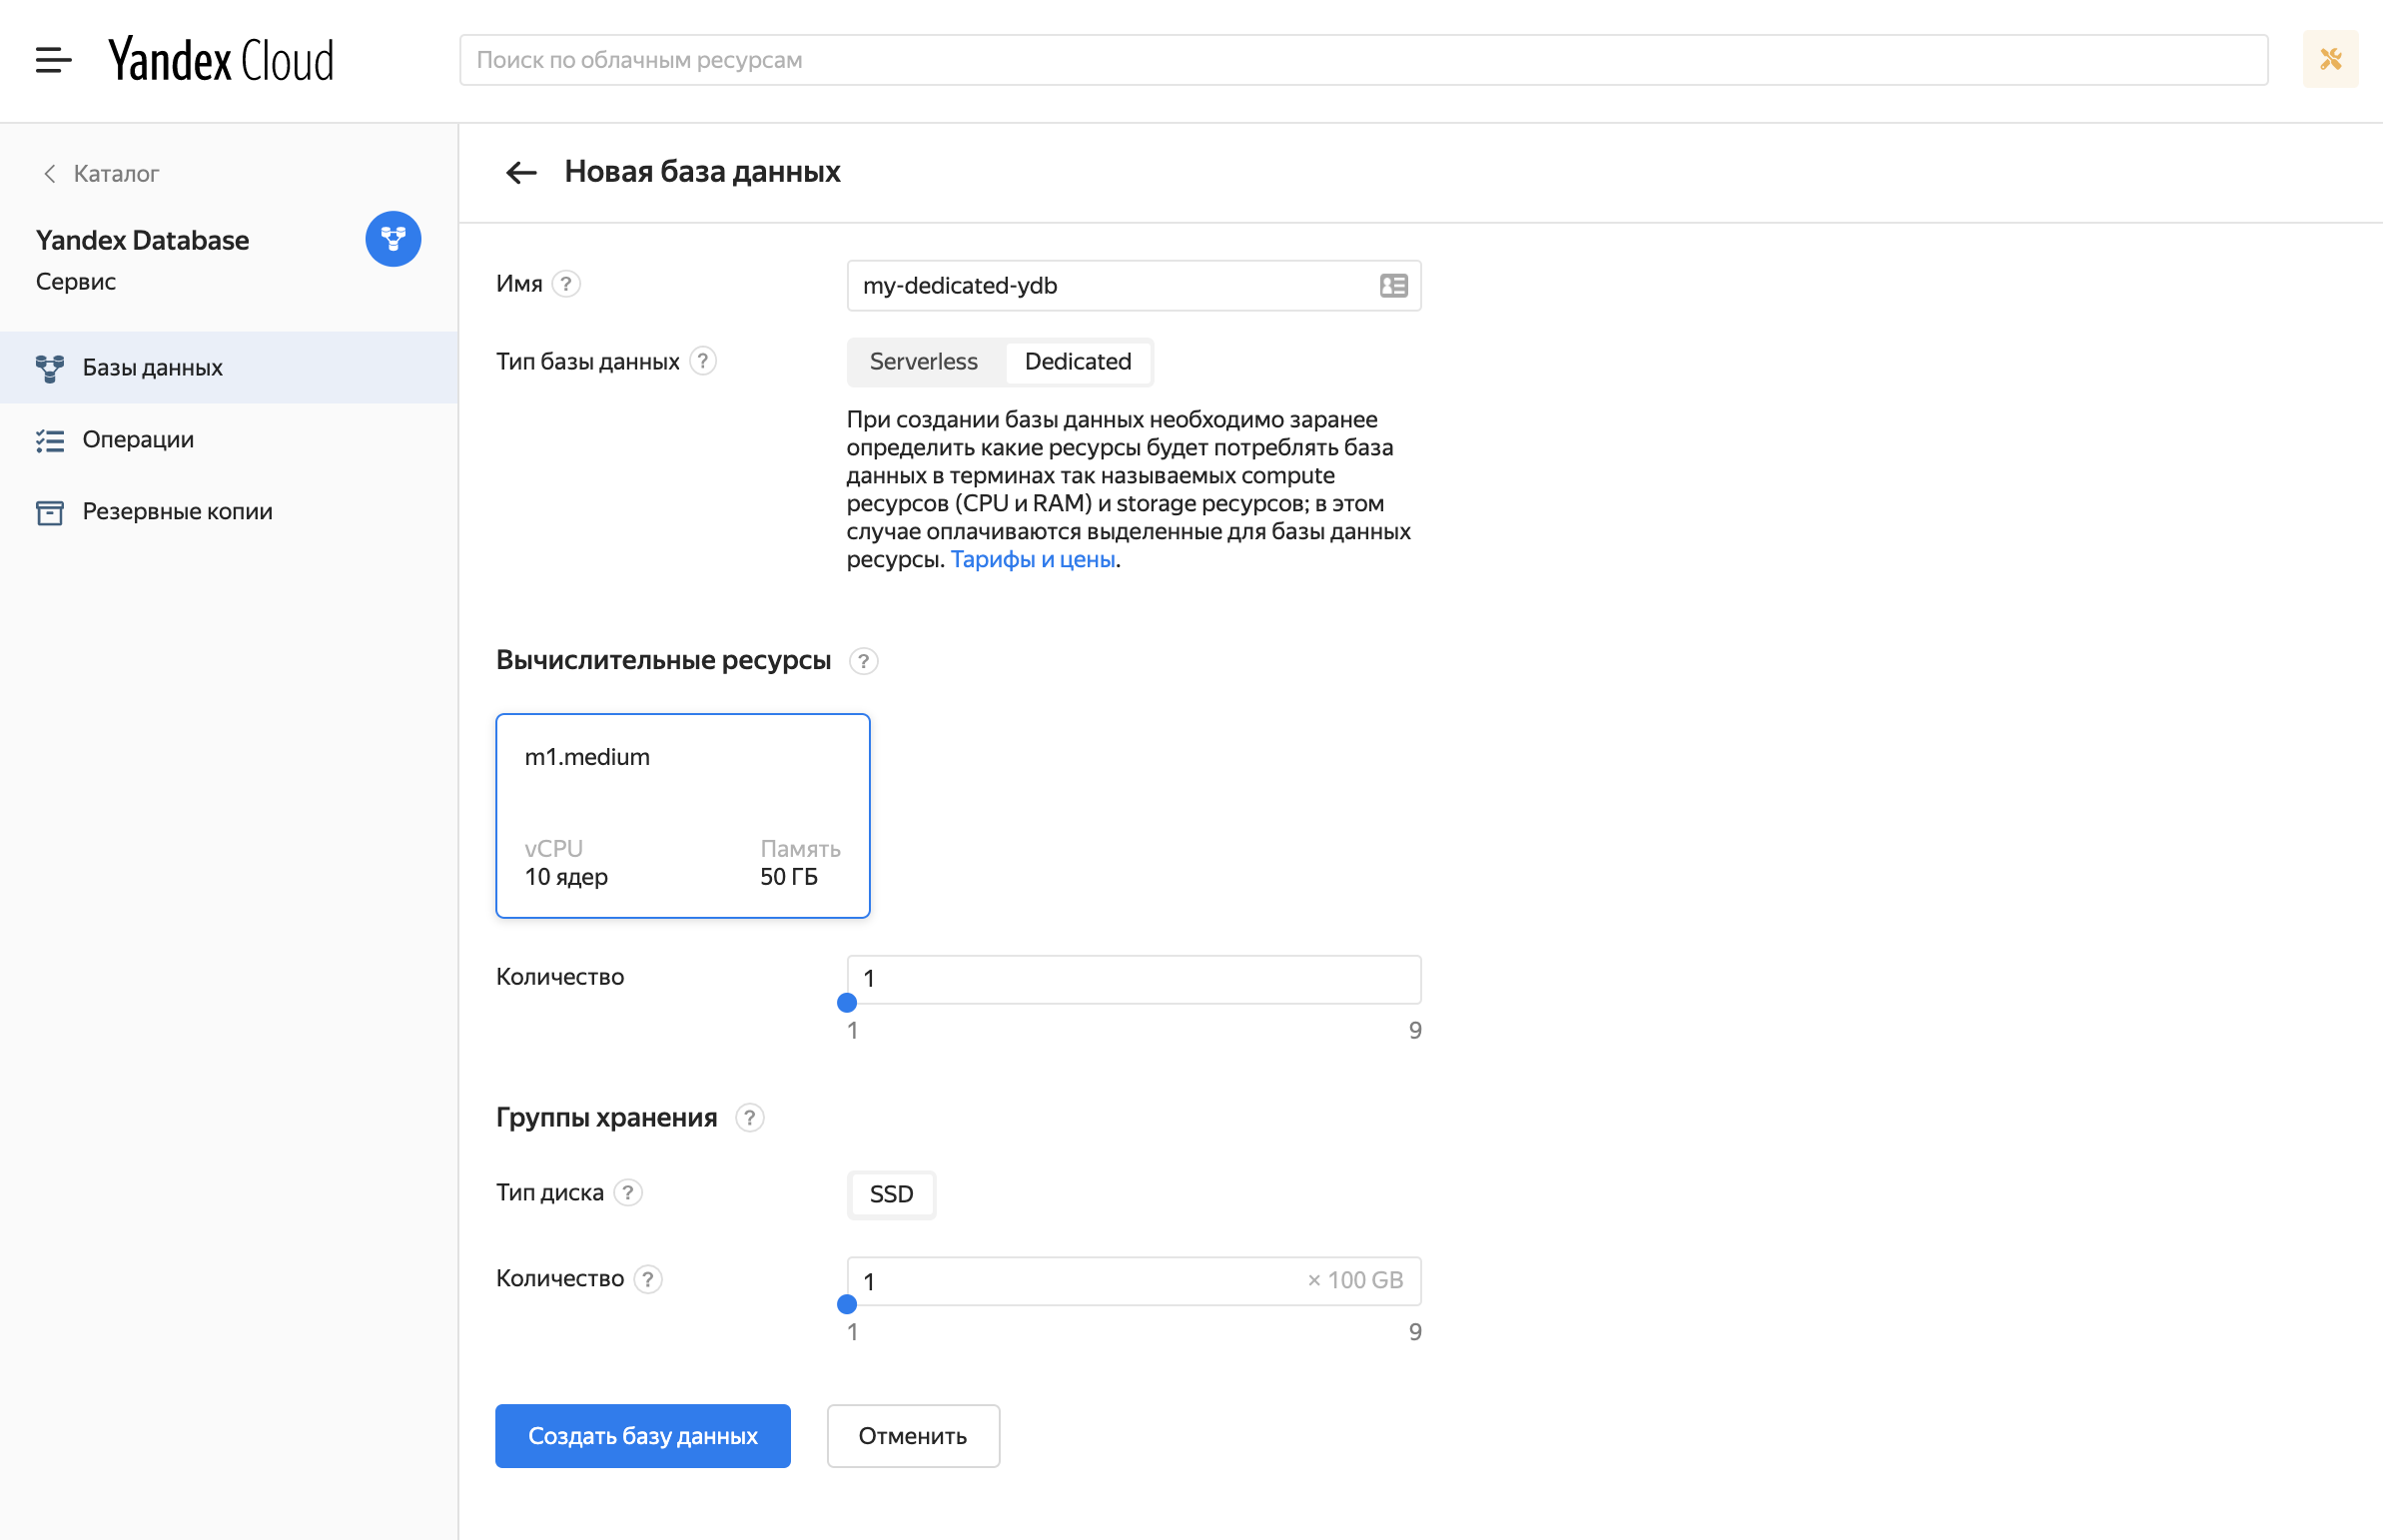 Yandex Cloud
Поиск по облачным ресурсам
Каталог
Yandex Database
Сервис
Базы данных
Операции
Резервные копии
Новая база данных
Имя ?
my-dedicated-ydb
Тип базы данных ?
Serverless Dedicated
При создании базы данных необходимо заранее
определить какие ресурсы будет потреблять база
данных в терминах так называемых compute
ресурсов (CPU и RAM) и storage ресурсов; в этом
случае оплачиваются выделенные для базы данных
ресурсы. Тарифы и цены.
Вычислительные ресурсы ?
m1.medium
vCPU Память
10 ядер 50 ГБ
Количество
1
1 9
Группы хранения ?
Тип диска ?
SSD
Количество ?
1 × 100 GB
1 9
Создать базу данных Отменить